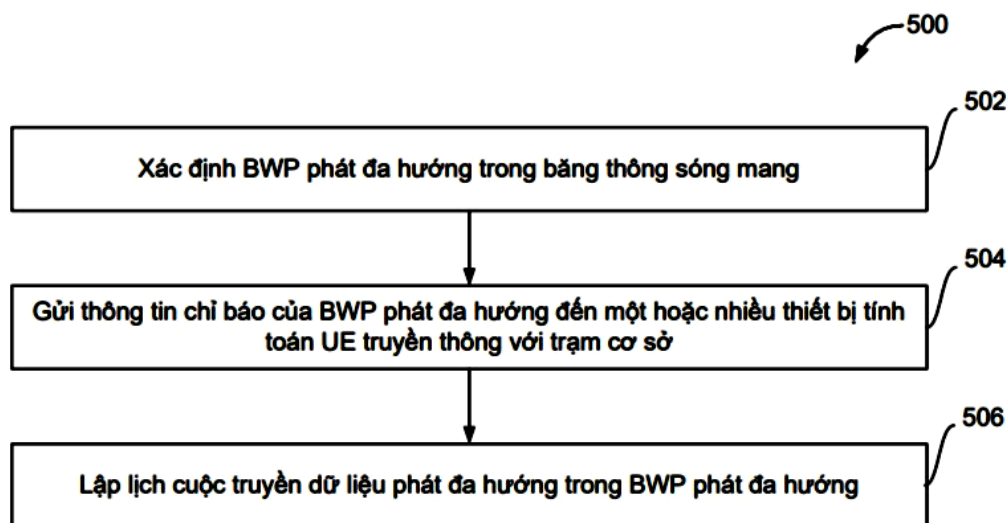 500
502
Xác định BWP phát đa hướng trong băng thông sóng mang
504
Gửi thông tin chỉ báo của BWP phát đa hướng đến một hoặc nhiều thiết bị tính
toán UE truyền thông với trạm cơ sở
506
Lập lịch cuộc truyền dữ liệu phát đa hướng trong BWP phát đa hướng